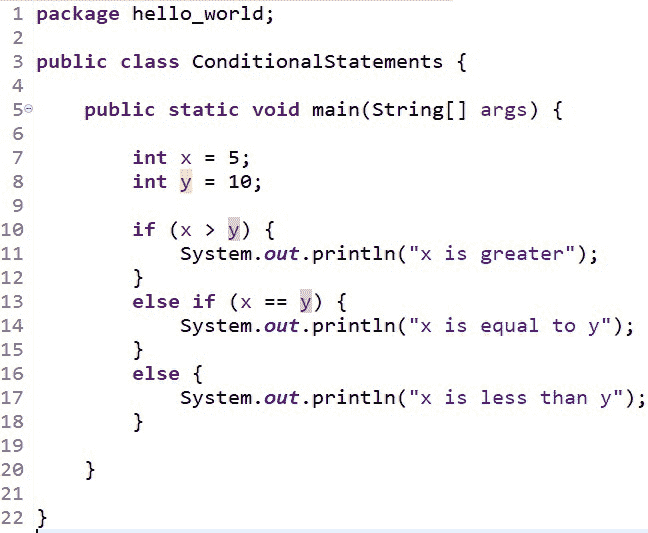 1 package hello_world;
2
3 public class ConditionalStatements {
4
5 public static void main(String[] args) {
6
7 int x = 5;
8 int y = 10;
9
10 if (x > y) {
11 System.out.println("x is greater");
12 }
13 else if (x == y) {
14 System.out.println("x is equal to y");
15 }
16 else {
17 System.out.println("x is less than y");
18 }
19
20 }
21
22 }